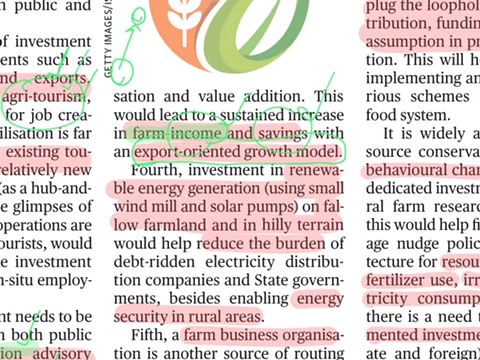 n public and
of investment
ents such as
nd exports.
agri-tourism,
for job crea-
ilisation is far
existing tou-
relatively new
(as a hub-and-
e glimpses of
operations are
ourists, would
e investment
n-situ employ-
nt needs to be
n both public
ion advisory
GETTY IMAGES/IS
sation and value addition. This
would lead to a sustained increase
in farm income and savings with
an export-oriented growth model.
Fourth, investment in renewa-
ble energy generation (using small
wind mill and solar pumps) on fal-
low farmland and in hilly terrain
would help reduce the burden of
debt-ridden electricity distribu-
tion companies and State govern-
ments, besides enabling energy
security in rural areas.
Fifth, a farm business organisa-
tion is another source of routing
plug the loophol
tribution, fundin
assumption in pr
tion. This will he
implementing an
rious schemes
food system.
It is widely a
source conserva
behavioural chan
dedicated invest
ral farm resear
this would help fi
age nudge polic
tecture for resou
fertilizer use, irr
tricity consump
there is a need t
mented investm
ate and foreign)